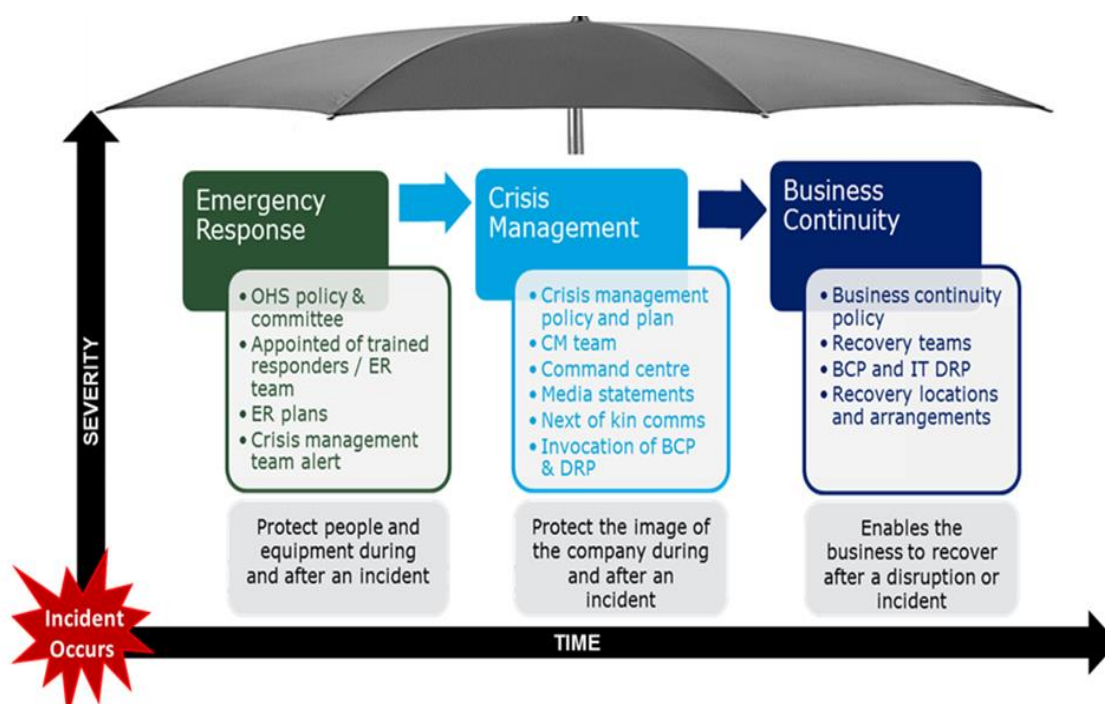 Emergency
Response
Crisis
Management
Business
Continuity
• OHS policy &
committee
• Appointed of trained
responders / ER
team
• ER plans
• Crisis management
team alert
• Crisis management
policy and plan
• CM team
• Command centre
• Media statements
• Next of kin comms
• Invocation of BCP
& DRP
• Business continuity
policy
• Recovery teams
• BCP and IT DRP
• Recovery locations
and arrangements
Protect people and
equipment during
and after an incident
Protect the image of
the company during
and after an
incident
Enables the
business to recover
after a disruption or
incident
SEVERITY
Incident
Occurs
TIME